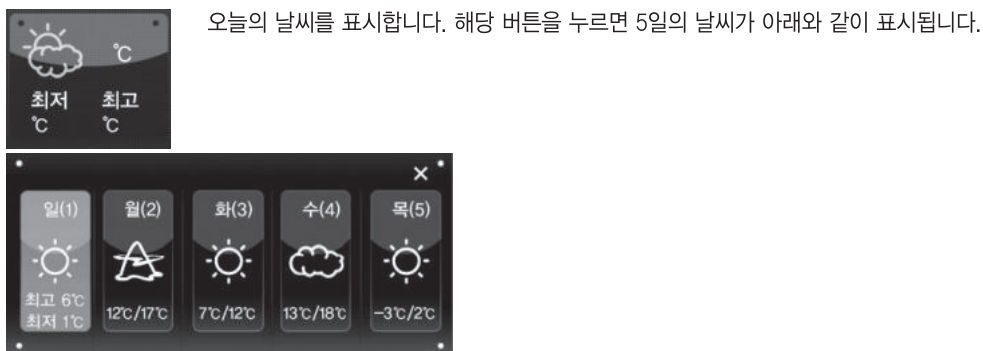 오늘의 날씨를 표시합니다. 해당 버튼을 누르면 5일의 날씨가 아래와 같이 표시됩니다.
℃
최저 최고
℃ ℃
×
일(1) 월(2) 화(3) 수(4) 목(5)
최고 6℃
최저 1℃
12℃/17℃ 7℃/12℃ 13℃/18℃ -3℃/2℃